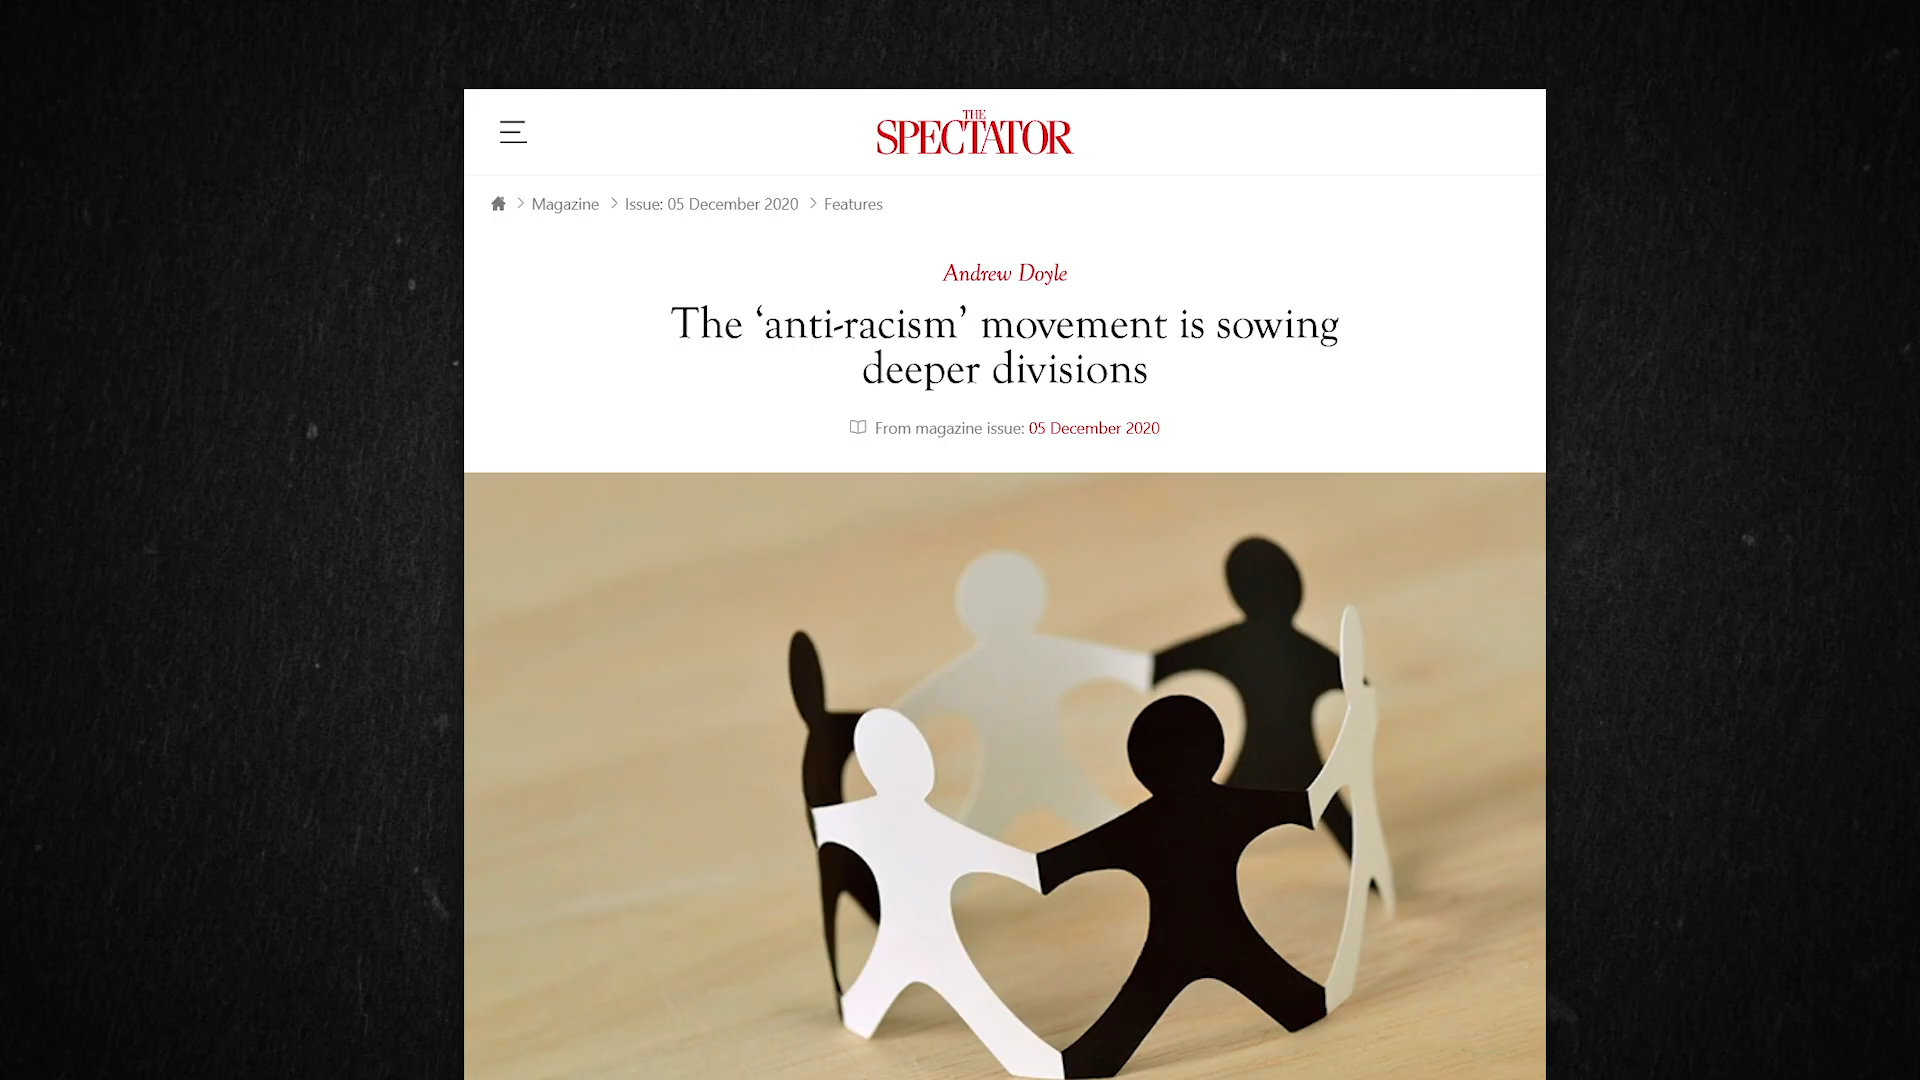 THE
SPECTATOR
Magazine Issue: 05 December 2020 Features
Andrew Doyle
The ‘anti-racism’ movement is sowing
deeper divisions
From magazine issue: 05 December 2020